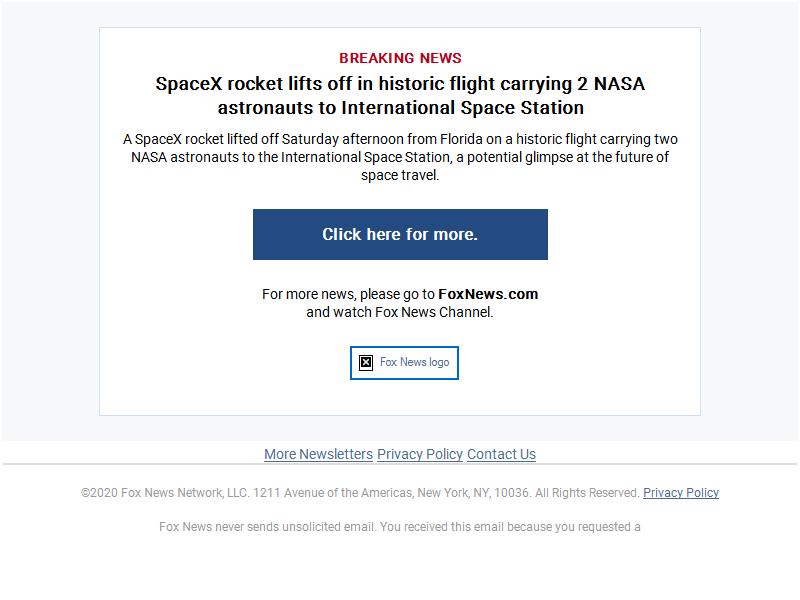 BREAKING NEWS
SpaceX rocket lifts off in historic flight carrying 2 NASA
astronauts to International Space Station
A SpaceX rocket lifted off Saturday afternoon from Florida on a historic flight carrying two
NASA astronauts to the International Space Station, a potential glimpse at the future of
space travel.
Click here for more.
For more news, please go to FoxNews.com
and watch Fox News Channel.
Fox News logo
More Newsletters Privacy Policy Contact Us
©2020 Fox News Network, LLC. 1211 Avenue of the Americas, New York, NY, 10036. All Rights Reserved. Privacy Policy
Fox News never sends unsolicited email. You received this email because you requested a